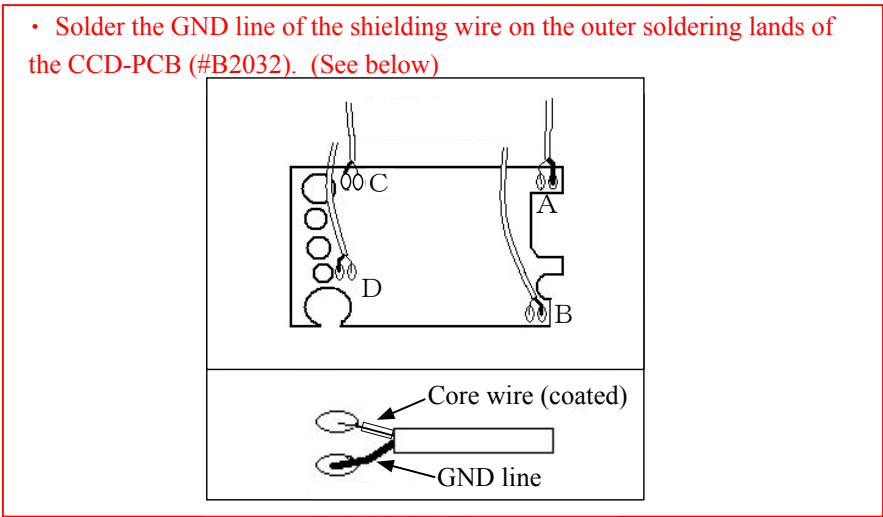 ・ Solder the GND line of the shielding wire on the outer soldering lands of
the CCD-PCB (#B2032).  (See below)
C
A
D
B
Core wire (coated)
GND line